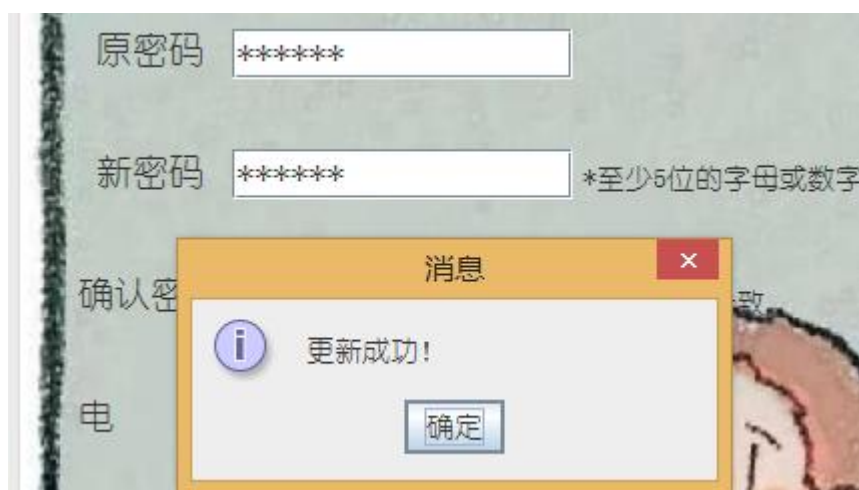 原密码 ******
新密码 ****** *至少5位的字母或数字
消息
确认密
致
更新成功!
电
确定